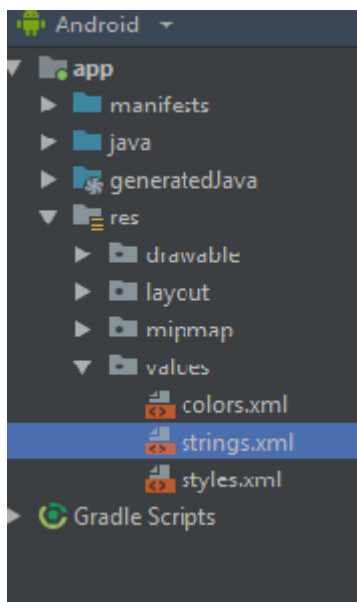 Android
app
manifests
java
generatedJava
res
drawable
layout
mipmap
values
colors.xml
strings.xml
styles.xml
Gradle Scripts